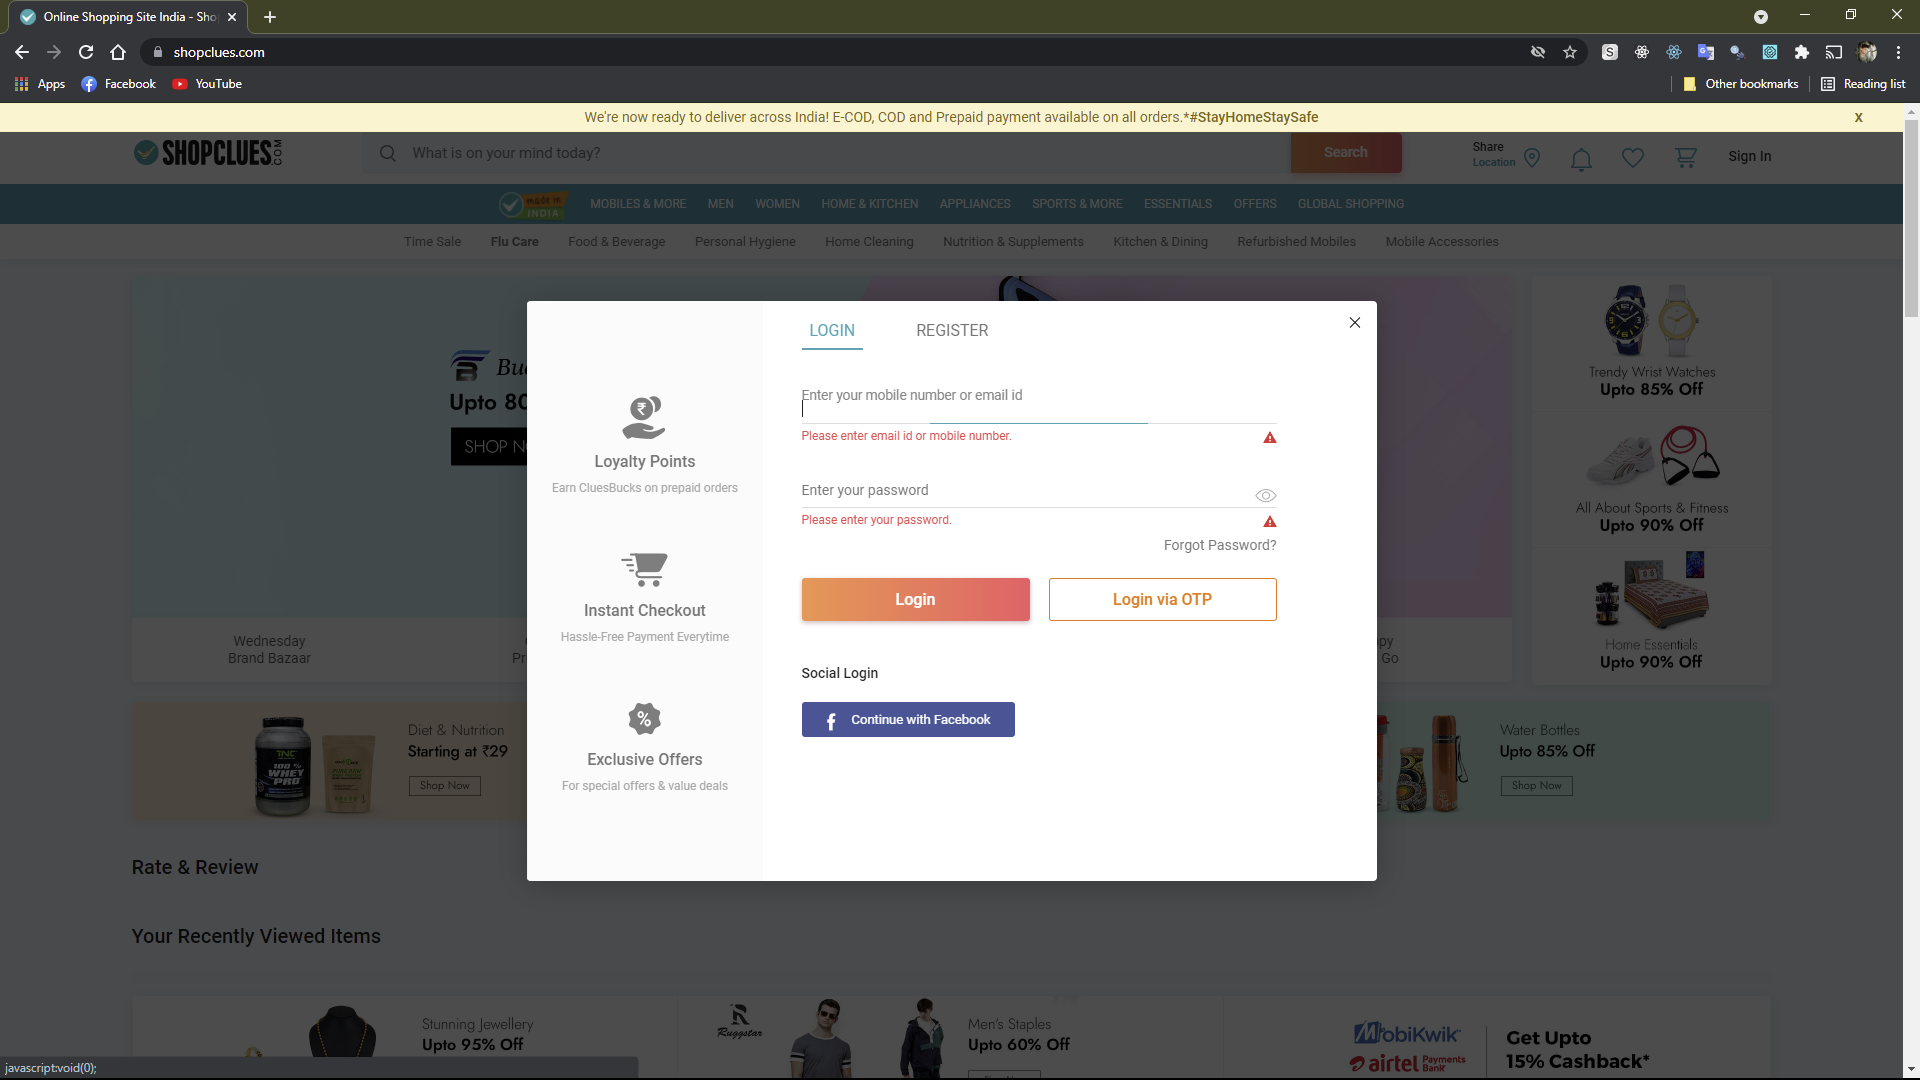 Online Shopping Site India - Sho
shopclues.com
Apps
Facebook
YouTube
Other bookmarks
Reading list
We're now ready to deliver across India! E-COD, COD and Prepaid payment available on all orders.*#StayHomeStaySafe
X
SHOPCLUES.COM
What is on your mind today?
Search
Share
Location
Sign In
made in
INDIA
MOBILES & MORE
MEN
WOMEN
HOME & KITCHEN
APPLIANCES
SPORTS & MORE
ESSENTIALS
OFFERS
GLOBAL SHOPPING
Time Sale
Flu Care
Food & Beverage
Personal Hygiene
Home Cleaning
Nutrition & Supplements
Kitchen & Dining
Refurbished Mobiles
Mobile Accessories
Upto 80
SHOP
LOGIN
REGISTER
Enter your mobile number or email id
Please enter email id or mobile number.
Enter your password
Please enter your password.
Forgot Password?
Login
Login via OTP
Social Login
Continue with Facebook
Loyalty Points
Earn CluesBucks on prepaid orders
Instant Checkout
Hassle-Free Payment Everytime
Exclusive Offers
For special offers & value deals
Trendy Wrist Watches
Upto 85% Off
All About Sports & Fitness
Upto 90% Off
Home Essentials
Upto 90% Off
Wednesday
Brand Bazaar
Go
Diet & Nutrition
Starting at ₹29
Shop Now
TNC
100 %
WHEY
PRO
Water Bottles
Upto 85% Off
Shop Now
Rate & Review
Your Recently Viewed Items
Stunning Jewellery
Upto 95% Off
Ruggstar
Men's Staples
Upto 60% Off
MobiKwik
airtel Payments Bank
Get Upto
15% Cashback*
javascript:void(0);